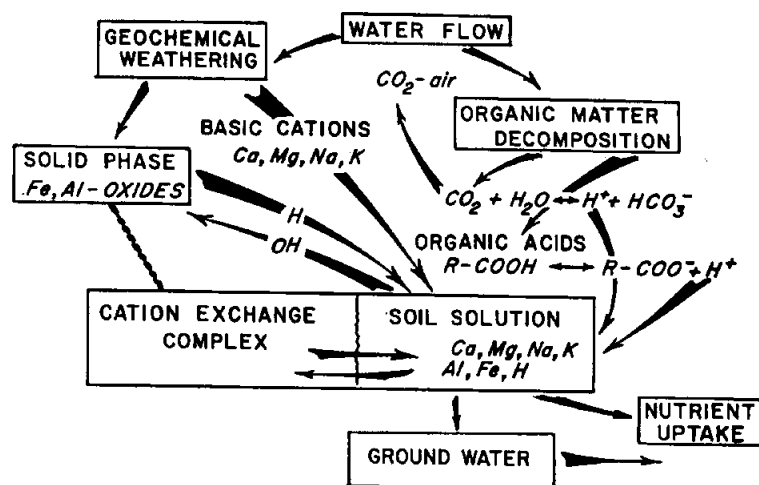 WATER FLOW
GEOCHEMICAL
WEATHERING
CO₂-air
ORGANIC MATTER
DECOMPOSITION
BASIC CATIONS
Ca, Mg, Na, K
SOLID PHASE
Fe, Al-OXIDES
CO₂ + H₂O ↔ H⁺ + HCO₃⁻
H
OH
ORGANIC ACIDS
R-COOH ↔ R-COO⁻ + H⁺
CATION EXCHANGE
COMPLEX
SOIL SOLUTION
Ca, Mg, Na, K
Al, Fe, H
NUTRIENT
UPTAKE
GROUND WATER